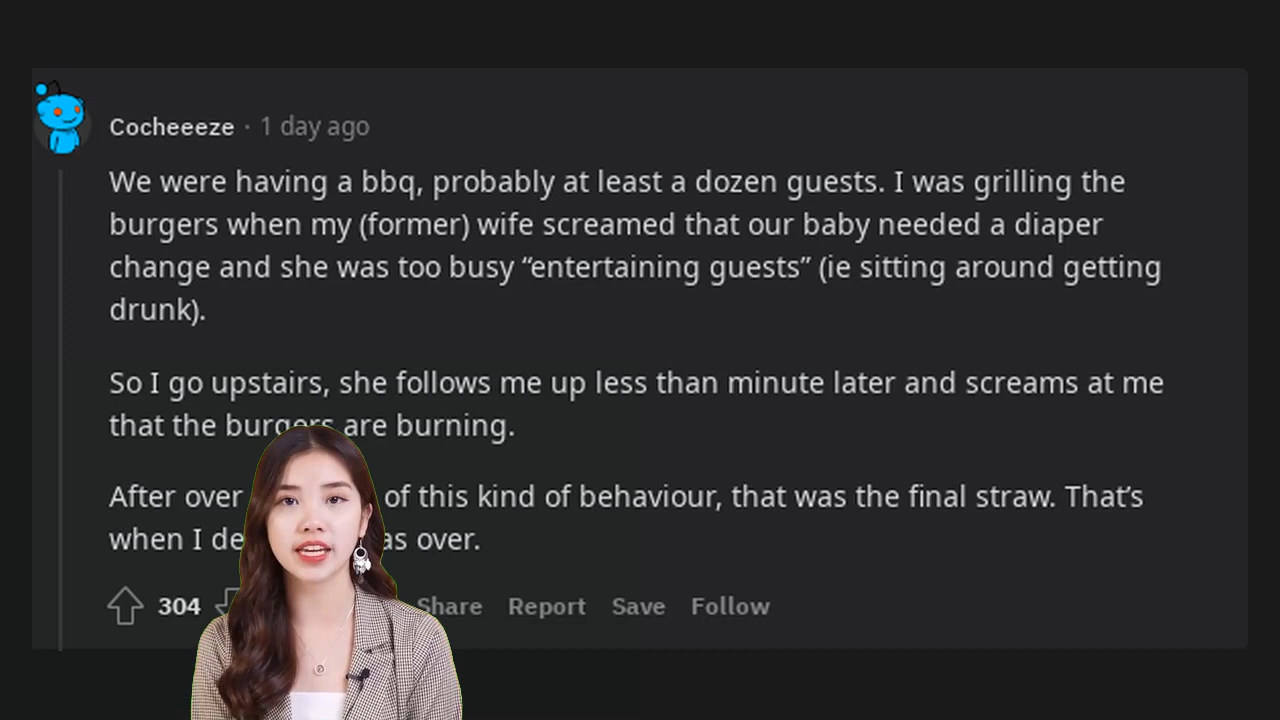 Cocheeeze · 1 day ago
We were having a bbq, probably at least a dozen guests. I was grilling the
burgers when my (former) wife screamed that our baby needed a diaper
change and she was too busy “entertaining guests” (ie sitting around getting
drunk).
So I go upstairs, she follows me up less than minute later and screams at me
that the burgers are burning.
After over of this kind of behaviour, that was the final straw. That’s
when I over.
304 Share Report Save Follow